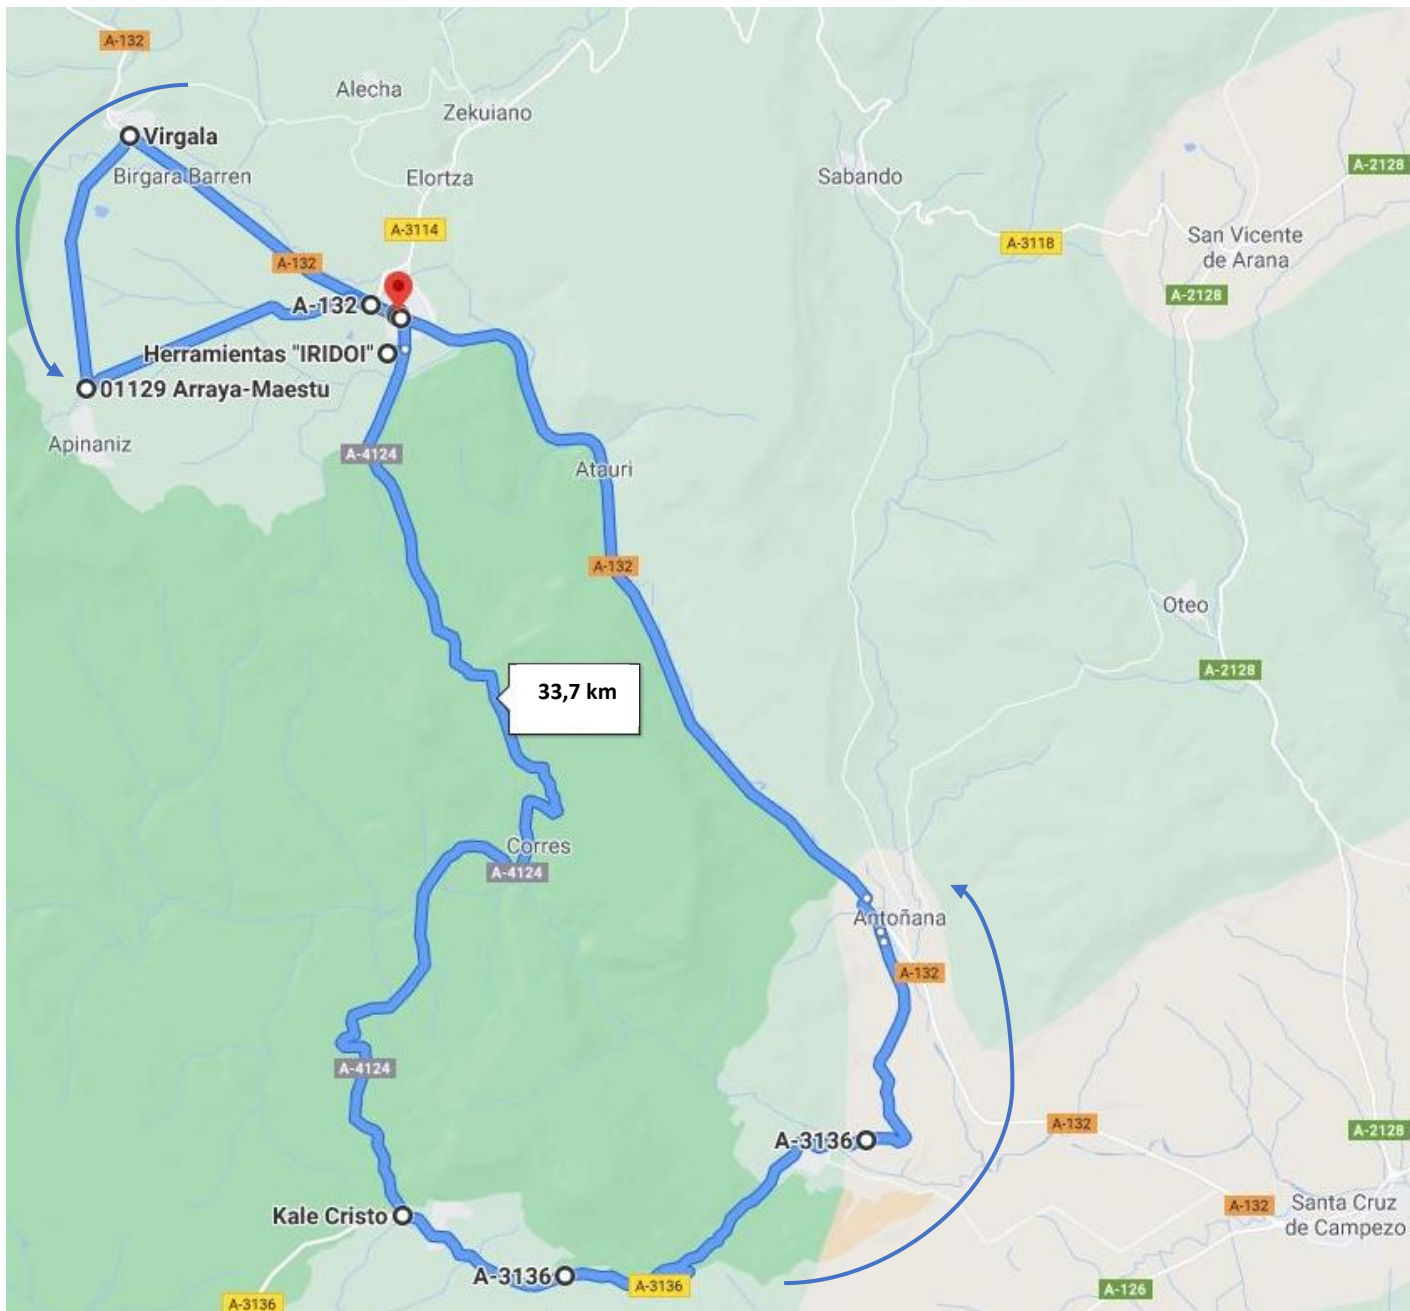 A-132
Alecha
Zekuiano
Virgala
Birgara Barren
Elortza
Sabando
A-2128
A-3114
A-3118
San Vicente
de Arana
A-132
A-2128
A-132
Herramientas "IRIDOI"
01129 Arraya-Maestu
Apinaniz
A-4124
Atauri
A-132
Oteo
A-2128
33,7 km
Corres
A-4124
Antoñana
A-132
A-4124
A-3136
A-132
A-2128
Kale Cristo
A-132
Santa Cruz
de Campezo
A-3136
A-3136
A-126
A-3136